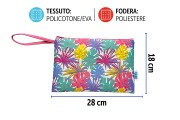 TESSUTO:
POLICOTONE/EVA
FODERA:
POLIESTERE
18 cm
28 cm